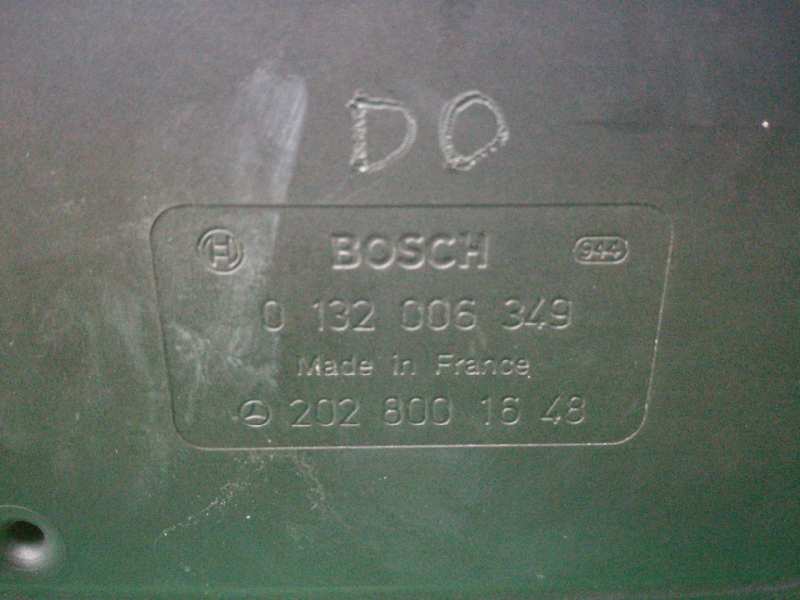 DO
H BOSCH 944
0 132 006 349
Made in France
202 800 16 48